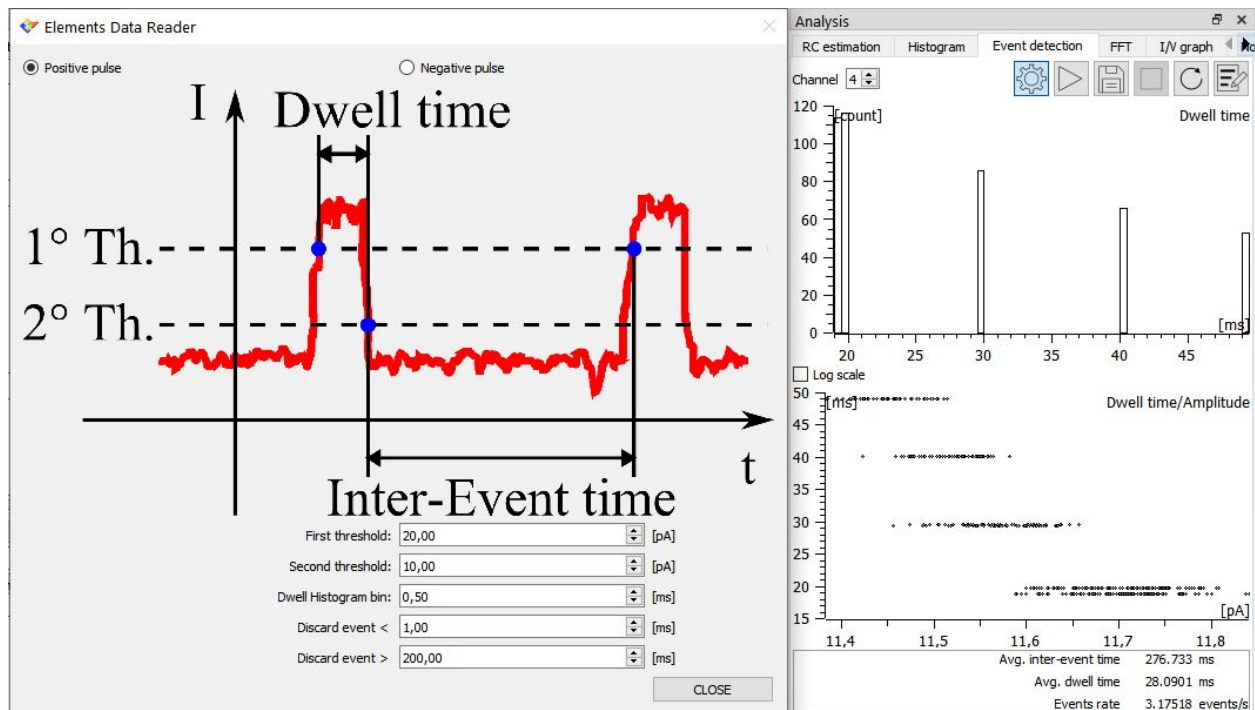 Elements Data Reader
Positive pulse
Negative pulse
I
Dwell time
1° Th.
2° Th.
t
Inter-Event time
First threshold: 20,00 [pA]
Second threshold: 10,00 [pA]
Dwell Histogram bin: 0,50 [ms]
Discard event < 1,00 [ms]
Discard event > 200,00 [ms]
CLOSE
Analysis
RC estimation Histogram Event detection FFT I/V graph
Channel 4
120
[count]
Dwell time
100
80
60
40
20
0
[ms]
20 25 30 35 40 45
Log scale
50
[ms]
Dwell time/Amplitude
45
40
35
30
25
20
15
[pA]
11,4 11,5 11,6 11,7 11,8
Avg. inter-event time 276.733 ms
Avg. dwell time 28.0901 ms
Events rate 3.17518 events/s